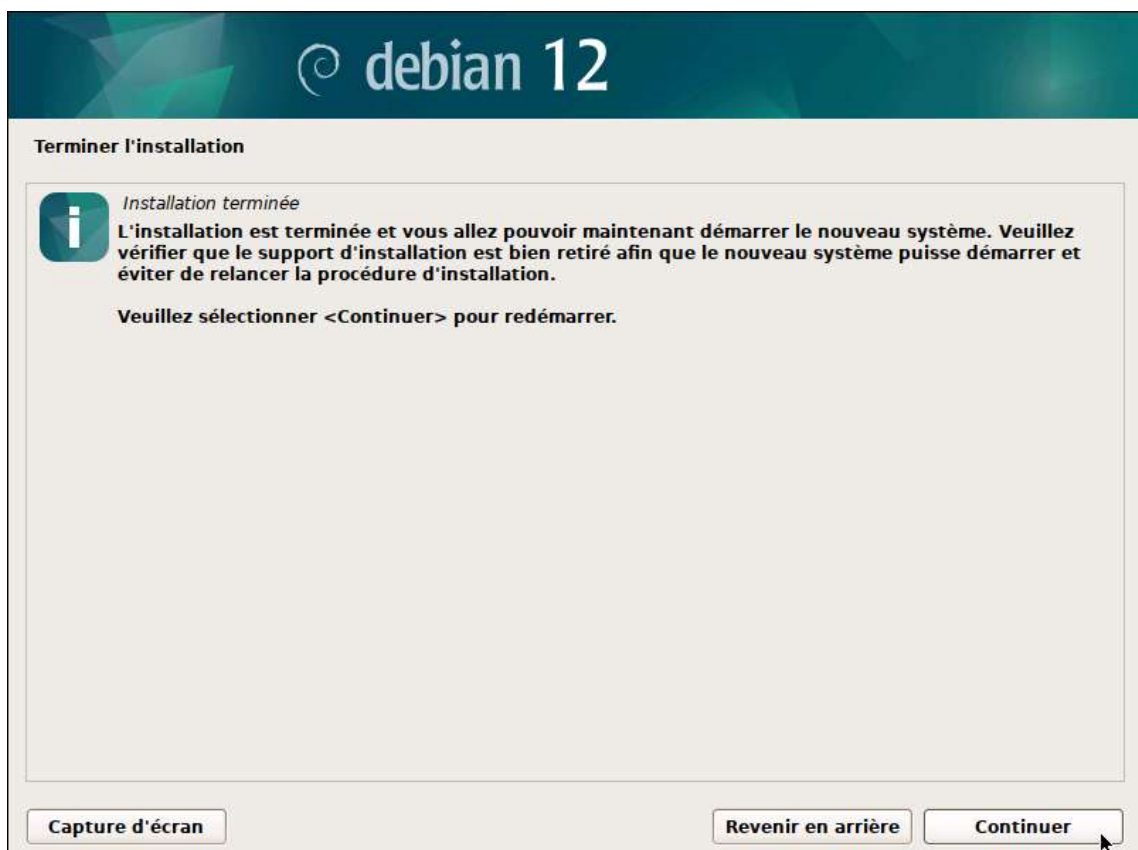 debian 12
Terminer l'installation
i
Installation terminée
L'installation est terminée et vous allez pouvoir maintenant démarrer le nouveau système. Veuillez
vérifier que le support d'installation est bien retiré afin que le nouveau système puisse démarrer et
éviter de relancer la procédure d'installation.
Veuillez sélectionner <Continuer> pour redémarrer.
Capture d'écran
Revenir en arrière
Continuer